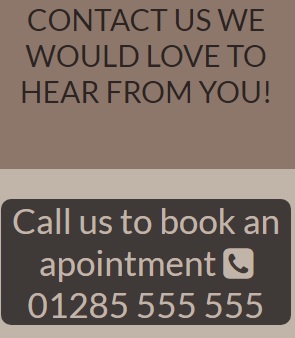 CONTACT US WE
WOULD LOVE TO
HEAR FROM YOU!
Call us to book an
apointment
01285 555 555